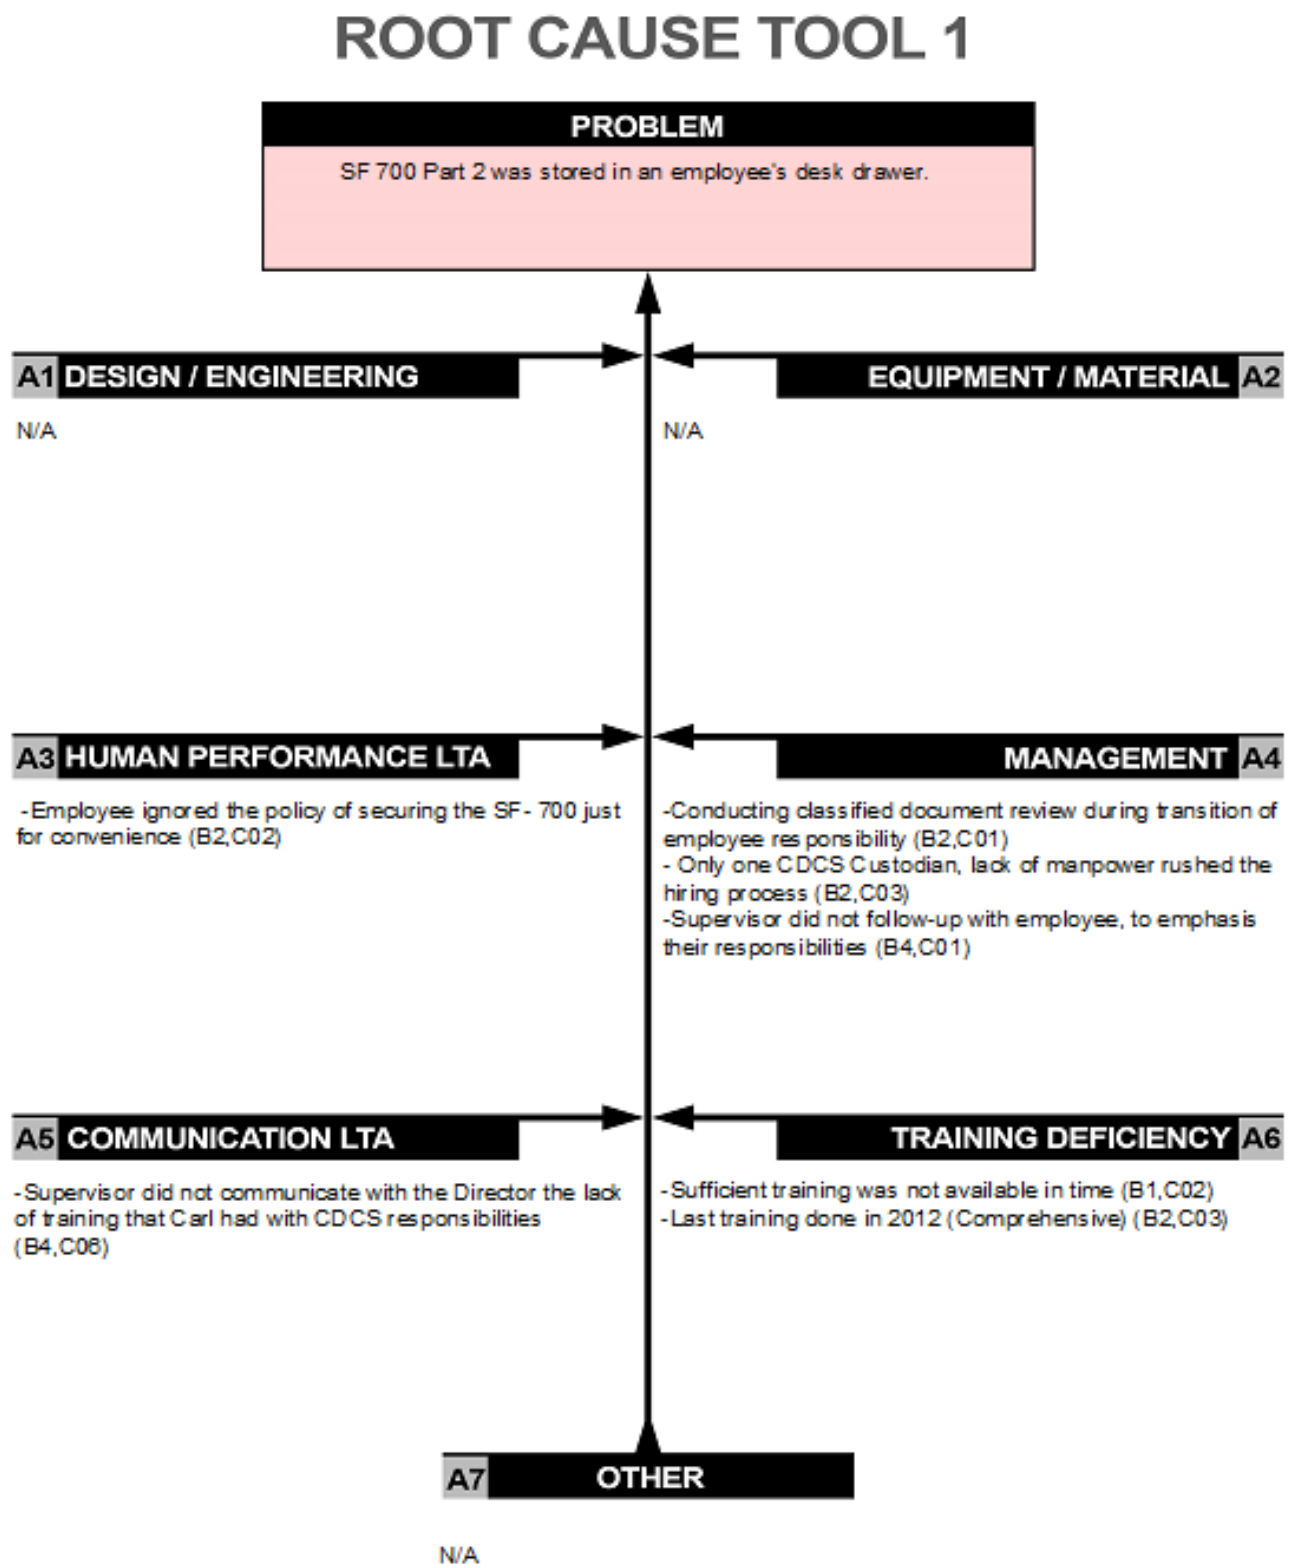 ROOT CAUSE TOOL 1
PROBLEM
SF 700 Part 2 was stored in an employee's desk drawer.
A1 DESIGN / ENGINEERING
N/A
EQUIPMENT / MATERIAL A2
N/A
A3 HUMAN PERFORMANCE LTA
-Employee ignored the policy of securing the SF- 700 just
for convenience (B2,C02)
MANAGEMENT A4
-Conducting classified document review during transition of
employee responsibility (B2,C01)
- Only one CDCS Custodian, lack of manpower rushed the
hiring process (B2,C03)
-Supervisor did not follow-up with employee, to emphasis
their responsibilities (B4,C01)
A5 COMMUNICATION LTA
-Supervisor did not communicate with the Director the lack
of training that Carl had with CDCS responsibilities
(B4,C06)
TRAINING DEFICIENCY A6
-Sufficient training was not available in time (B1,C02)
-Last training done in 2012 (Comprehensive) (B2,C03)
A7 OTHER
N/A